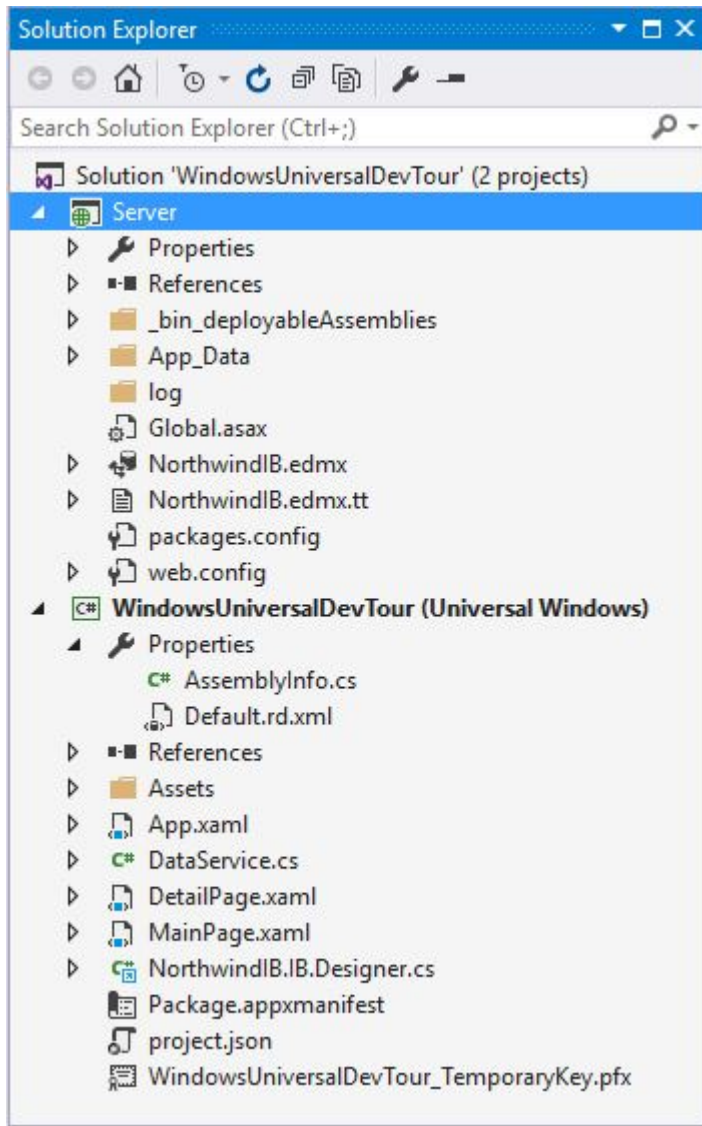 Solution Explorer
Search Solution Explorer (Ctrl+;)
Solution 'WindowsUniversalDevTour' (2 projects)
Server
Properties
References
_bin_deployableAssemblies
App_Data
log
Global.asax
NorthwindIB.edmx
NorthwindIB.edmx.tt
packages.config
web.config
C# WindowsUniversalDevTour (Universal Windows)
Properties
C# AssemblyInfo.cs
Default.rd.xml
References
Assets
App.xaml
C# DataService.cs
DetailPage.xaml
MainPage.xaml
C# NorthwindIB.IB.Designer.cs
Package.appxmanifest
project.json
WindowsUniversalDevTour_TemporaryKey.pfx